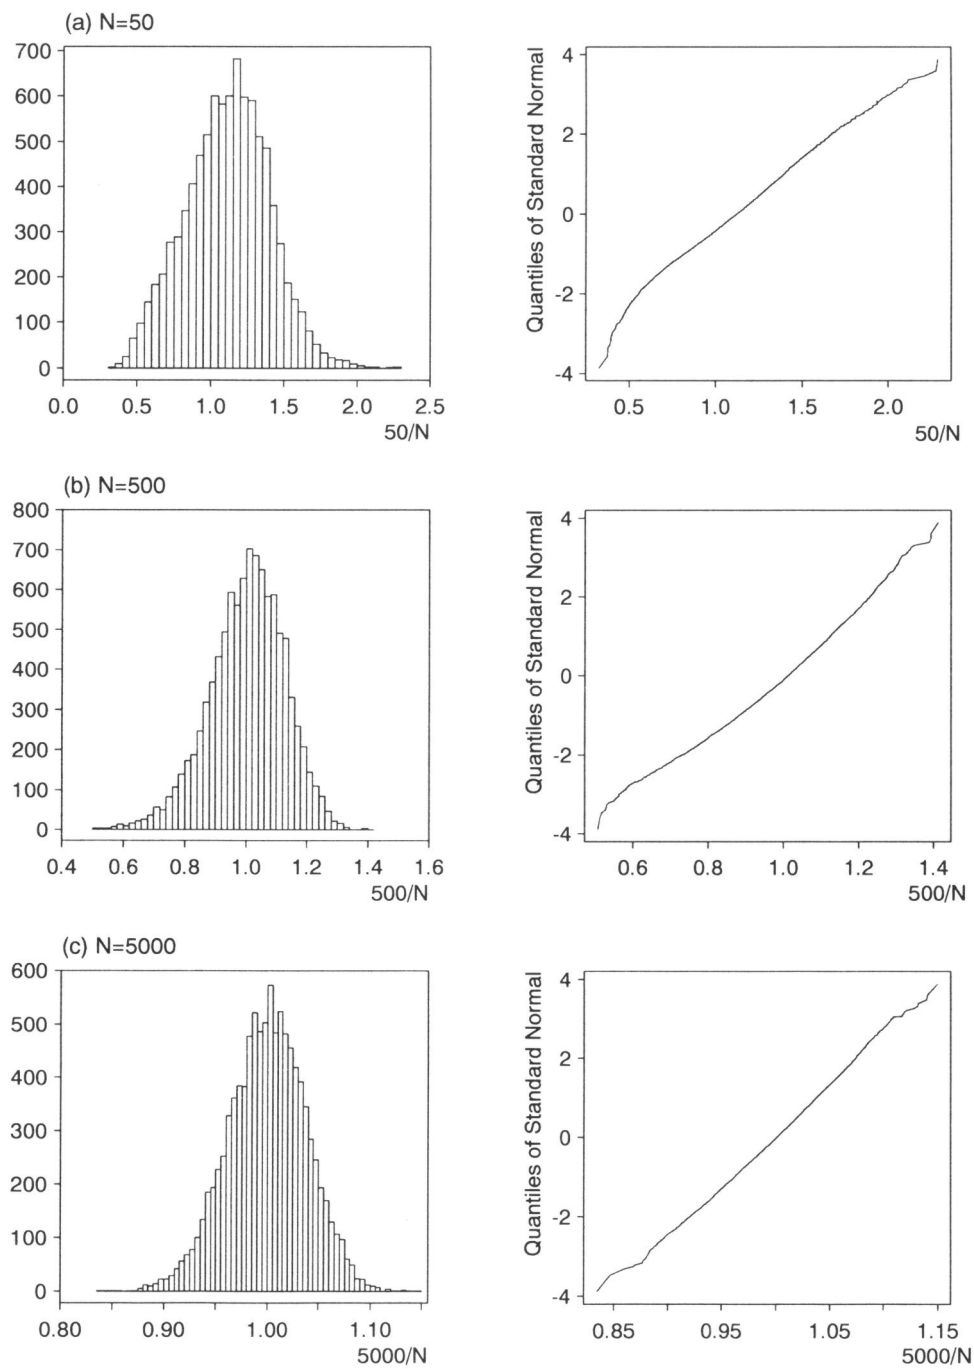 (a) N=50
700
600
500
400
300
200
100
0
0.0 0.5 1.0 1.5 2.0 2.5
50/N
Quantiles of Standard Normal
4
2
0
-2
-4
0.5 1.0 1.5 2.0
50/N
(b) N=500
800
700
600
500
400
300
200
100
0
0.4 0.6 0.8 1.0 1.2 1.4 1.6
500/N
Quantiles of Standard Normal
4
2
0
-2
-4
0.6 0.8 1.0 1.2 1.4
500/N
(c) N=5000
600
500
400
300
200
100
0
0.80 0.90 1.00 1.10
5000/N
Quantiles of Standard Normal
4
2
0
-2
-4
0.85 0.95 1.05 1.15
5000/N